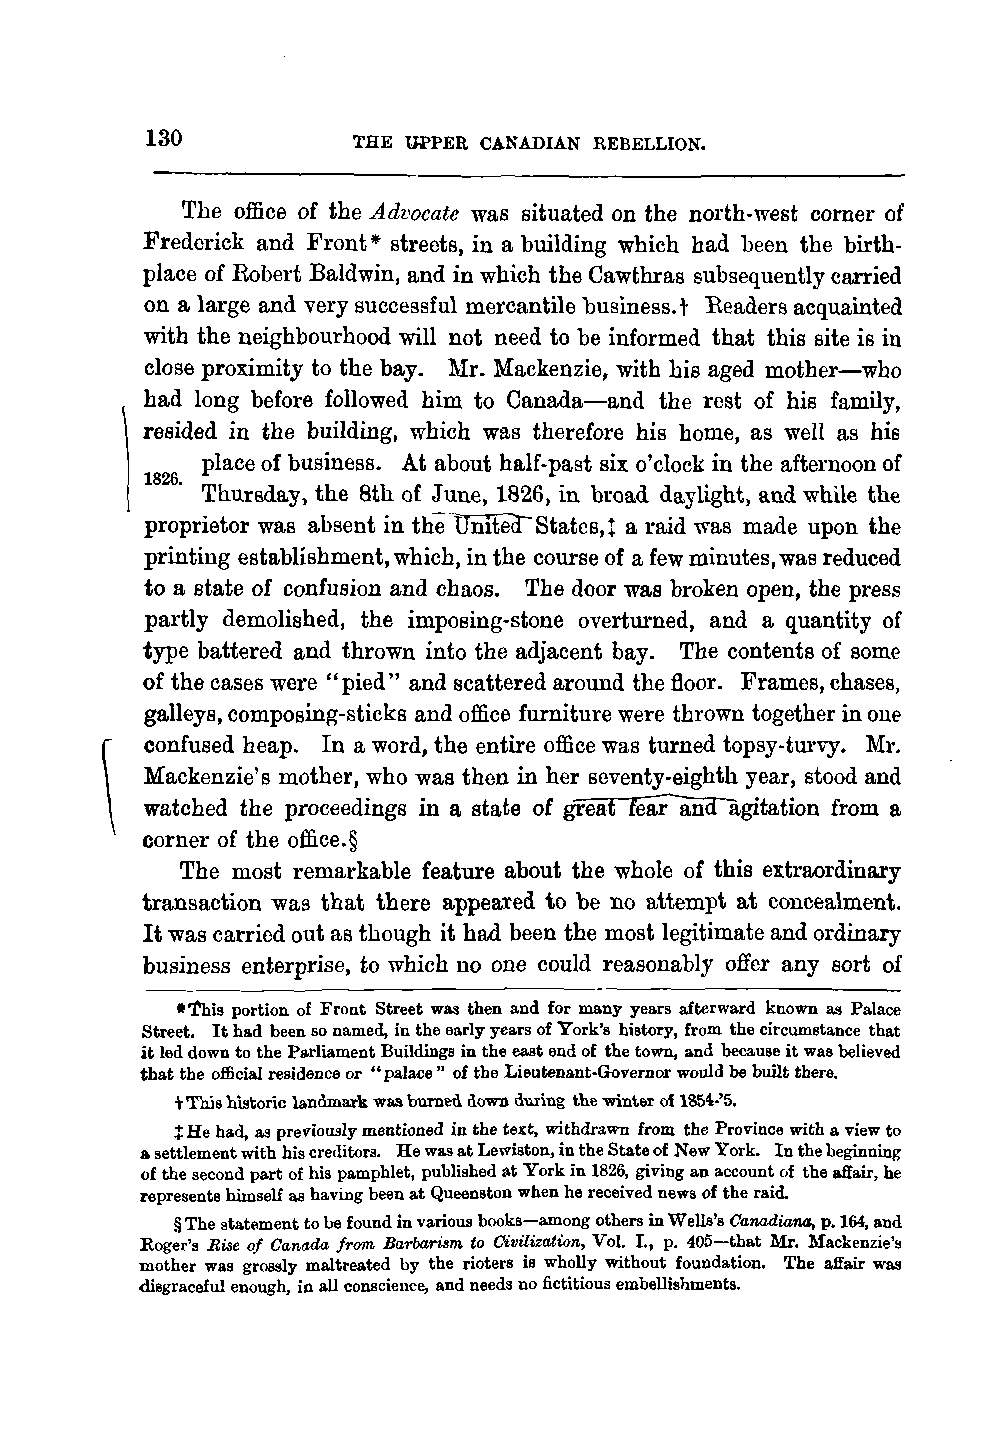 130 THE UPPER CANADIAN REBELLION.
The office of the Advocate was situated on the north-west corner of
Frederick and Front* streets, in a building which had been the birth-
place of Robert Baldwin, and in which the Cawthras subsequently carried
on a large and very successful mercantile business.† Readers acquainted
with the neighbourhood will not need to be informed that this site is in
close proximity to the bay. Mr. Mackenzie, with his aged mother—who
had long before followed him to Canada—and the rest of his family,
resided in the building, which was therefore his home, as well as his
place of business. At about half-past six o'clock in the afternoon of
1826.
Thursday, the 8th of June, 1826, in broad daylight, and while the
proprietor was absent in the United States,‡ a raid was made upon the
printing establishment, which, in the course of a few minutes, was reduced
to a state of confusion and chaos. The door was broken open, the press
partly demolished, the imposing-stone overturned, and a quantity of
type battered and thrown into the adjacent bay. The contents of some
of the cases were "pied" and scattered around the floor. Frames, chases,
galleys, composing-sticks and office furniture were thrown together in one
confused heap. In a word, the entire office was turned topsy-turvy. Mr.
Mackenzie's mother, who was then in her seventy-eighth year, stood and
watched the proceedings in a state of great fear and agitation from a
corner of the office.§
The most remarkable feature about the whole of this extraordinary
transaction was that there appeared to be no attempt at concealment.
It was carried out as though it had been the most legitimate and ordinary
business enterprise, to which no one could reasonably offer any sort of
*This portion of Front Street was then and for many years afterward known as Palace
Street. It had been so named, in the early years of York's history, from the circumstance that
it led down to the Parliament Buildings in the east end of the town, and because it was believed
that the official residence or "palace" of the Lieutenant-Governor would be built there.
†This historic landmark was burned down during the winter of 1854-'5.
‡He had, as previously mentioned in the text, withdrawn from the Province with a view to
a settlement with his creditors. He was at Lewiston, in the State of New York. In the beginning
of the second part of his pamphlet, published at York in 1826, giving an account of the affair, he
represents himself as having been at Queenston when he received news of the raid.
§The statement to be found in various books—among others in Wells's Canadiana, p. 164, and
Roger's Rise of Canada from Barbarism to Civilization, Vol. I., p. 405—that Mr. Mackenzie's
mother was grossly maltreated by the rioters is wholly without foundation. The affair was
disgraceful enough, in all conscience, and needs no fictitious embellishments.